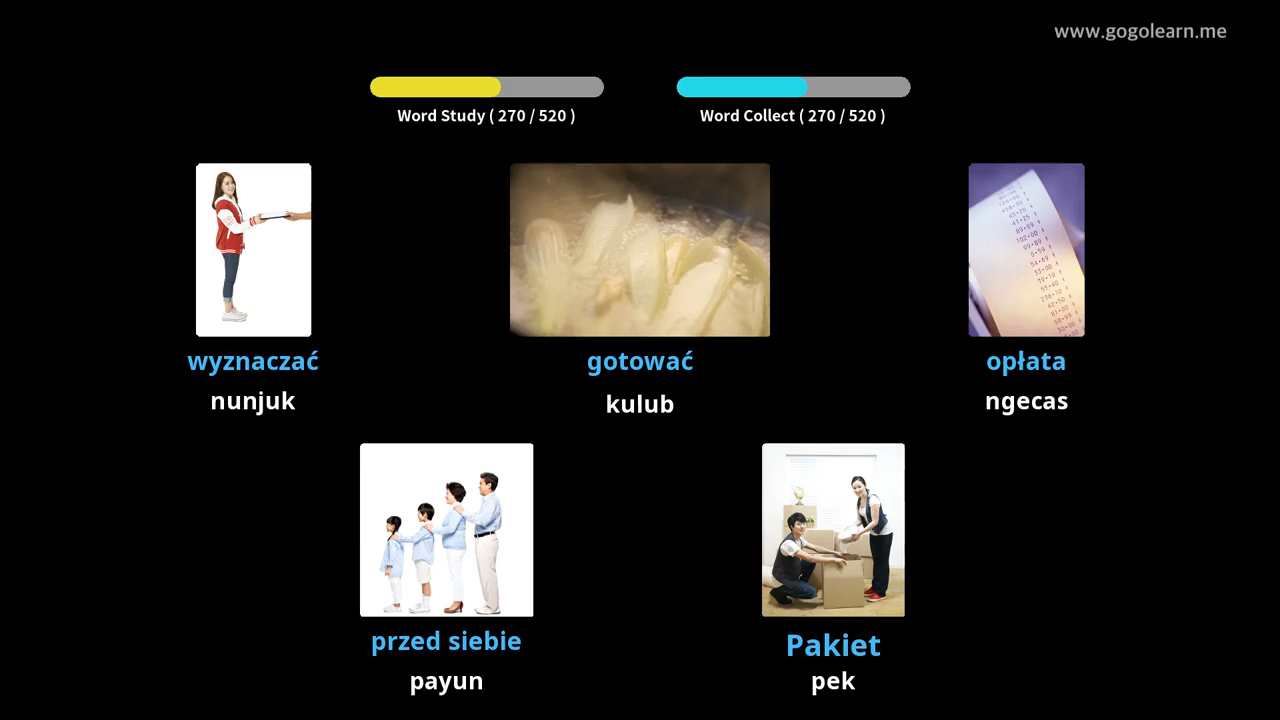 www.gogolearn.me
Word Study ( 270 / 520 )
Word Collect ( 270 / 520 )
wyznaczać
nunjuk
gotować
kulub
opłata
ngecas
przed siebie
payun
Pakiet
pek